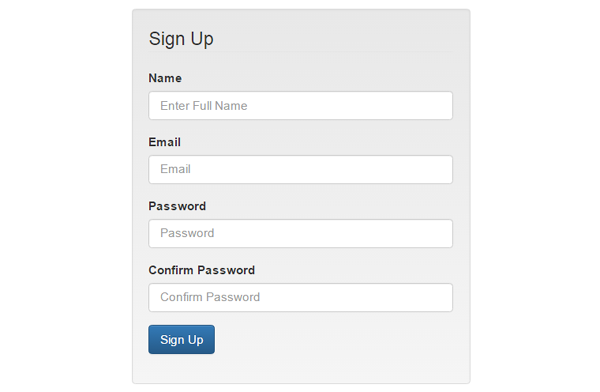 Sign Up
Name
Enter Full Name
Email
Email
Password
Password
Confirm Password
Confirm Password
Sign Up